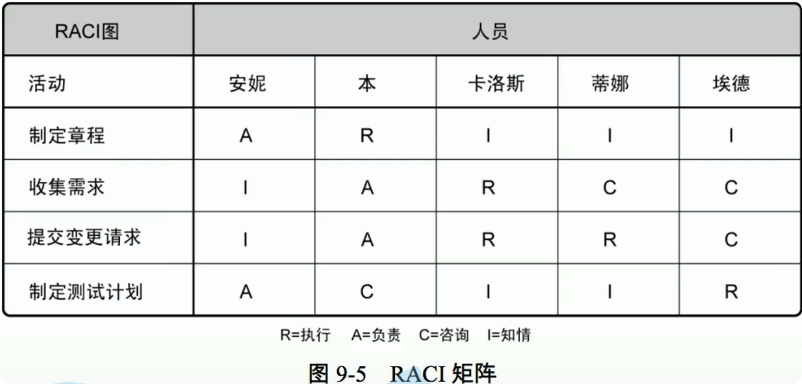 RACI图 人员
活动 安妮 本 卡洛斯 蒂娜 埃德
制定章程 A R I I I
收集需求 I A R C C
提交变更请求 I A R R C
制定测试计划 A C I I R
R=执行 A=负责 C=咨询 I=知情
图 9-5 RACI 矩阵